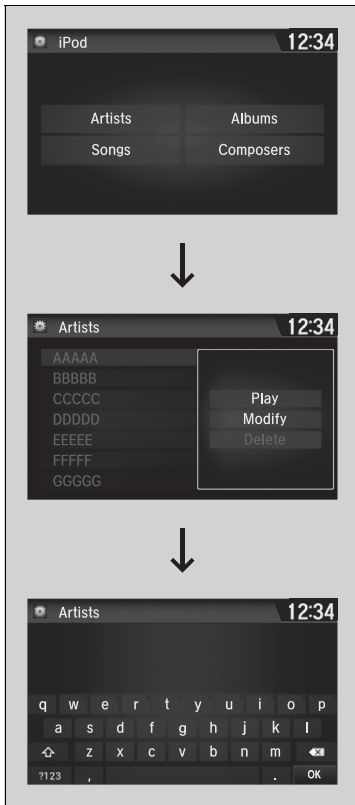 iPod 12:34
Artists Albums
Songs Composers
Artists 12:34
AAAAA
BBBBB
CCCCC Play
DDDDD Modify
EEEEE Delete
FFFFF
GGGGG
Artists 12:34
q w e r t y u i o p
a s d f g h j k l
z x c v b n m
?123 , . OK